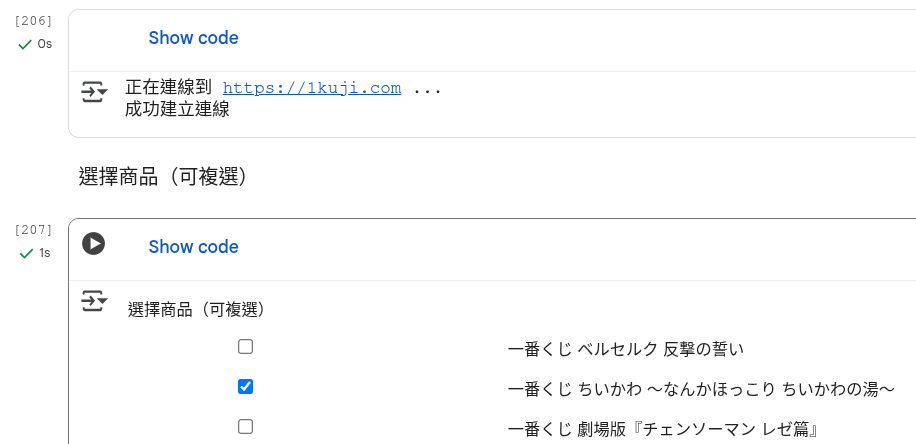 [206]
0s
Show code
正在連線到 https://1kuji.com ...
成功建立連線
選擇商品（可複選）
[207]
1s
Show code
選擇商品（可複選）
一番くじ ベルセルク 反撃の誓い
一番くじ ちいかわ 〜なんかほっこり ちいかわの湯〜
一番くじ 劇場版『チェンソーマン レゼ篇』